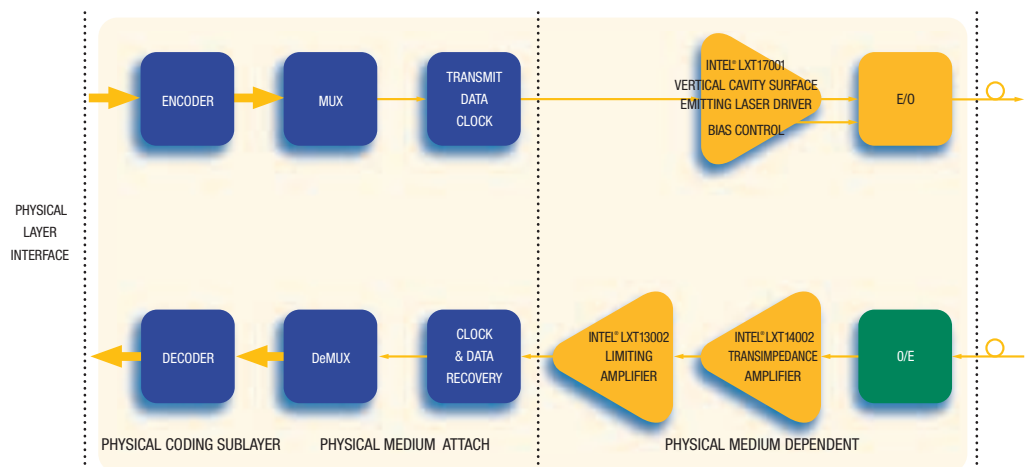 ENCODER
MUX
TRANSMIT
DATA
CLOCK
INTEL® LXT17001
VERTICAL CAVITY SURFACE
EMITTING LASER DRIVER
BIAS CONTROL
E/O
PHYSICAL
LAYER
INTERFACE
DECODER
DeMUX
CLOCK
& DATA
RECOVERY
INTEL® LXT13002
LIMITING
AMPLIFIER
INTEL® LXT14002
TRANSIMPEDANCE
AMPLIFIER
O/E
PHYSICAL CODING SUBLAYER
PHYSICAL MEDIUM ATTACH
PHYSICAL MEDIUM DEPENDENT